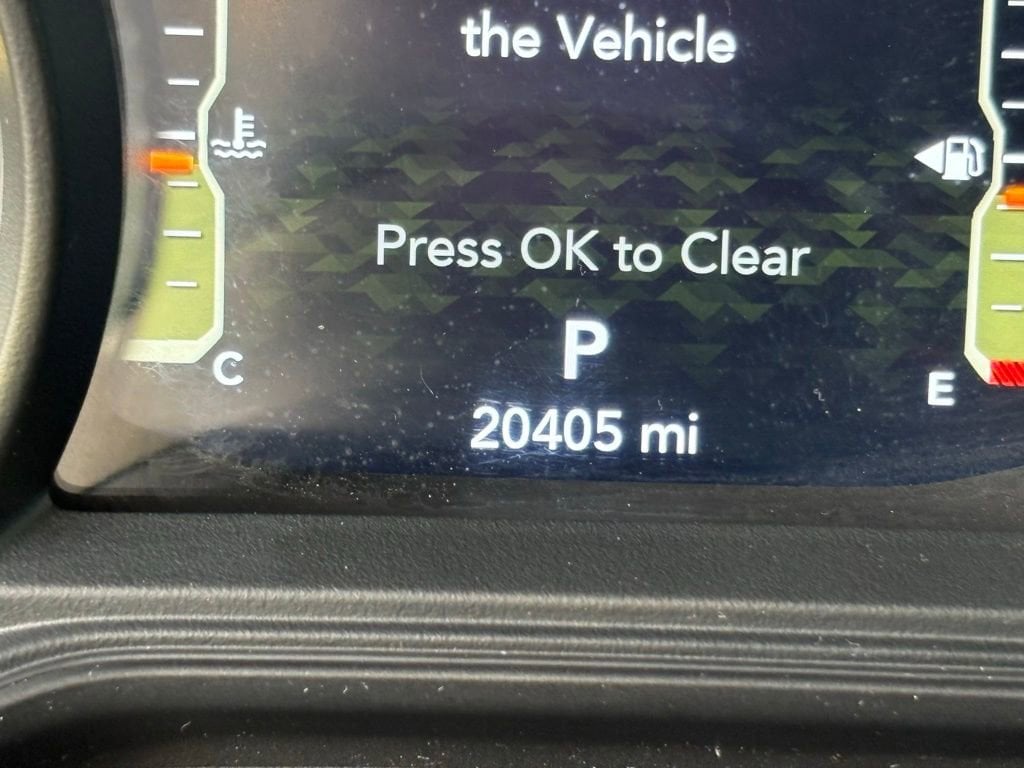 the Vehicle
Press OK to Clear
P
C
E
20405 mi